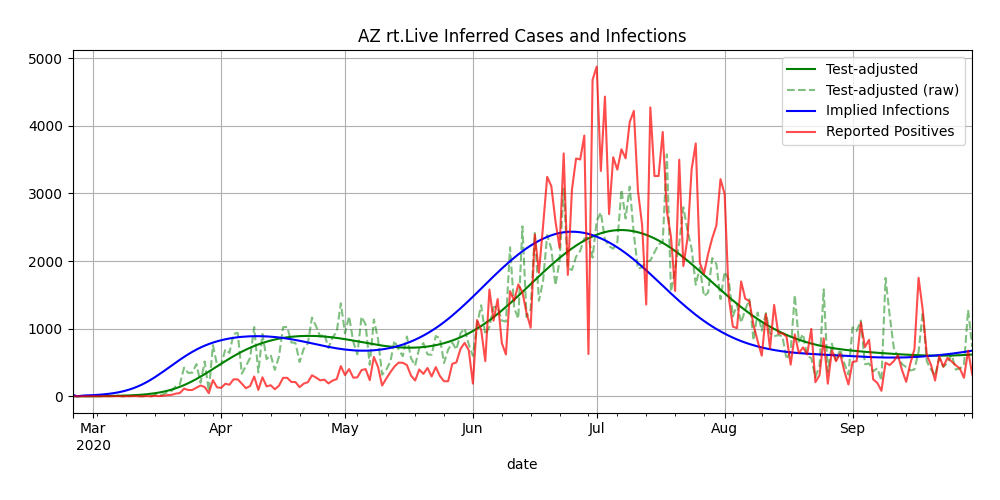 AZ rt.Live Inferred Cases and Infections
5000
4000
3000
2000
1000
0
Test-adjusted
Test-adjusted (raw)
Implied Infections
Reported Positives
Mar Apr May Jun Jul Aug Sep
2020
date